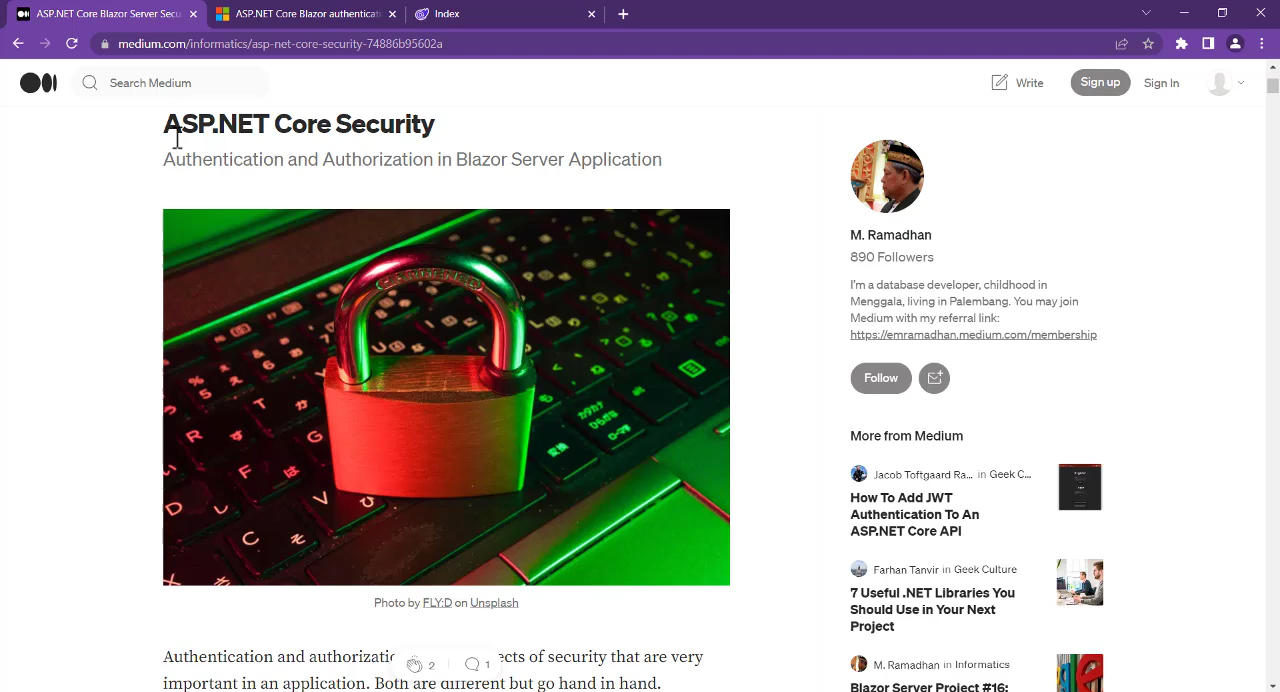 ASP.NET Core Blazor Server Secu
ASP.NET Core Blazor authenticat
Index
medium.com/informatics/asp-net-core-security-74886b95602a
Search Medium
Write
Sign up
Sign In
ASP.NET Core Security
Authentication and Authorization in Blazor Server Application
Photo by FLY:D on Unsplash
Authentication and authorizatio
ects of security that are very
2
1
important in an application. Both are different but go hand in hand.
M. Ramadhan
890 Followers
I'm a database developer, childhood in
Menggala, living in Palembang. You may join
Medium with my referral link:
https://emramadhan.medium.com/membership
Follow
More from Medium
Jacob Toftgaard Ra... in Geek C...
How To Add JWT
Authentication To An
ASP.NET Core API
Farhan Tanvir in Geek Culture
7 Useful .NET Libraries You
Should Use in Your Next
Project
M. Ramadhan in Informatics
Blazor Server Project #16: